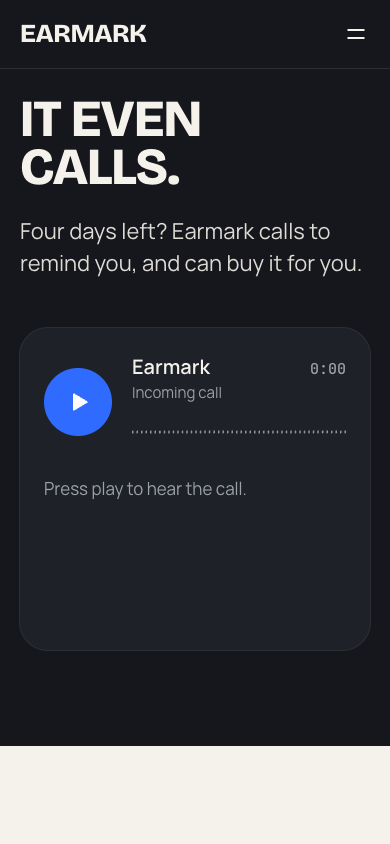 EARMARK
IT EVEN
CALLS.
Four days left? Earmark calls to
remind you, and can buy it for you.
Earmark
0:00
Incoming call
Press play to hear the call.